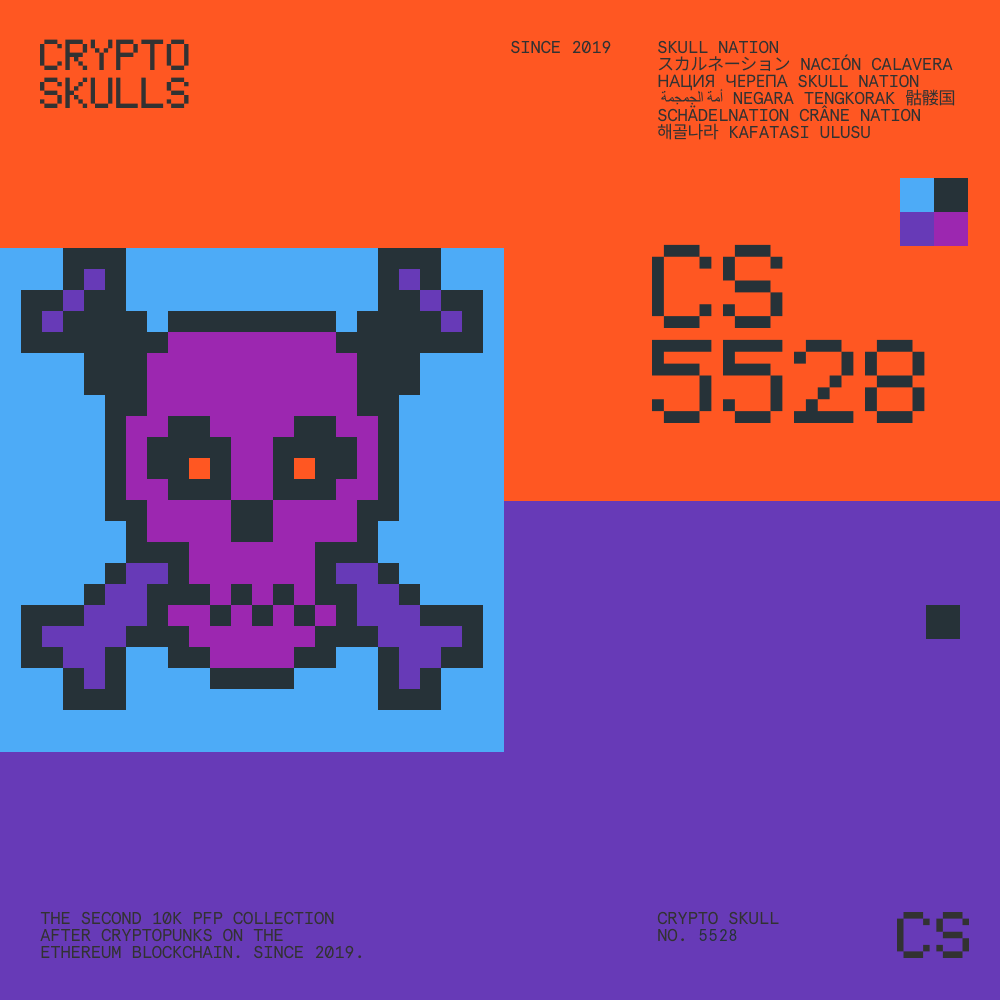 CRYPTO
SKULLS
SINCE 2019
SKULL NATION
スカルネーション NACIÓN CALAVERA
НАЦИЯ ЧЕРЕПА SKULL NATION
أمة الجمجمة NEGARA TENGKORAK 骷髅国
SCHÄDELNATION CRÂNE NATION
해골나라 KAFATASI ULUSU
CS
5528
THE SECOND 10K PFP COLLECTION
AFTER CRYPTOPUNKS ON THE
ETHEREUM BLOCKCHAIN. SINCE 2019.
CRYPTO SKULL
NO. 5528
CS